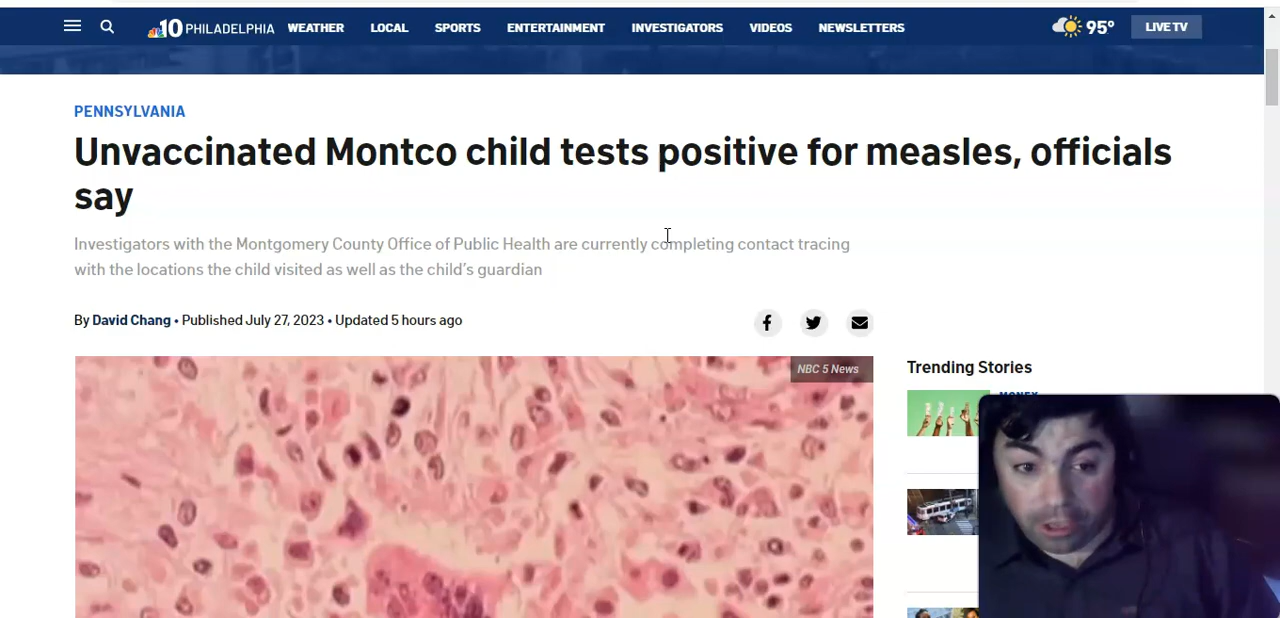 10 PHILADELPHIA WEATHER LOCAL SPORTS ENTERTAINMENT INVESTIGATORS VIDEOS NEWSLETTERS 95° LIVE TV
PENNSYLVANIA
Unvaccinated Montco child tests positive for measles, officials
say
Investigators with the Montgomery County Office of Public Health are currently completing contact tracing
with the locations the child visited as well as the child's guardian
By David Chang • Published July 27, 2023 • Updated 5 hours ago
NBC 5 News
Trending Stories
MONEY